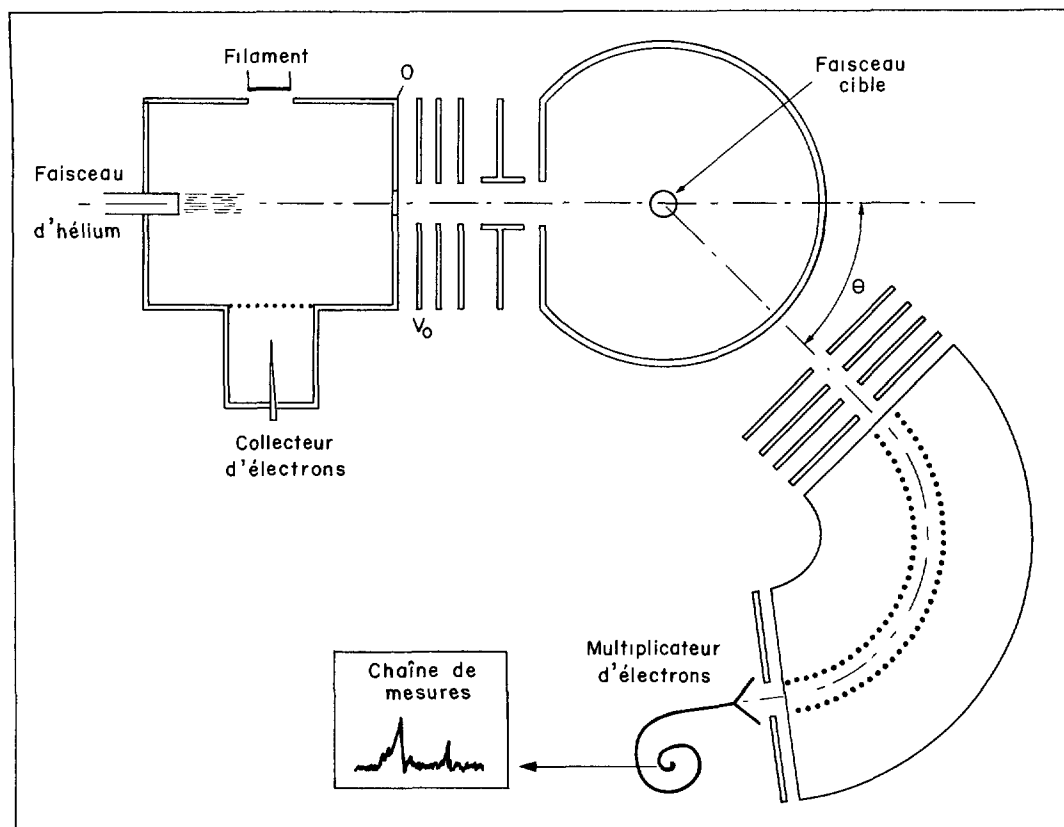 Filament
O
Faisceau
cible
Faisceau
d'hélium
θ
V₀
Collecteur
d'électrons
Multiplicateur
d'électrons
Chaîne de
mesures